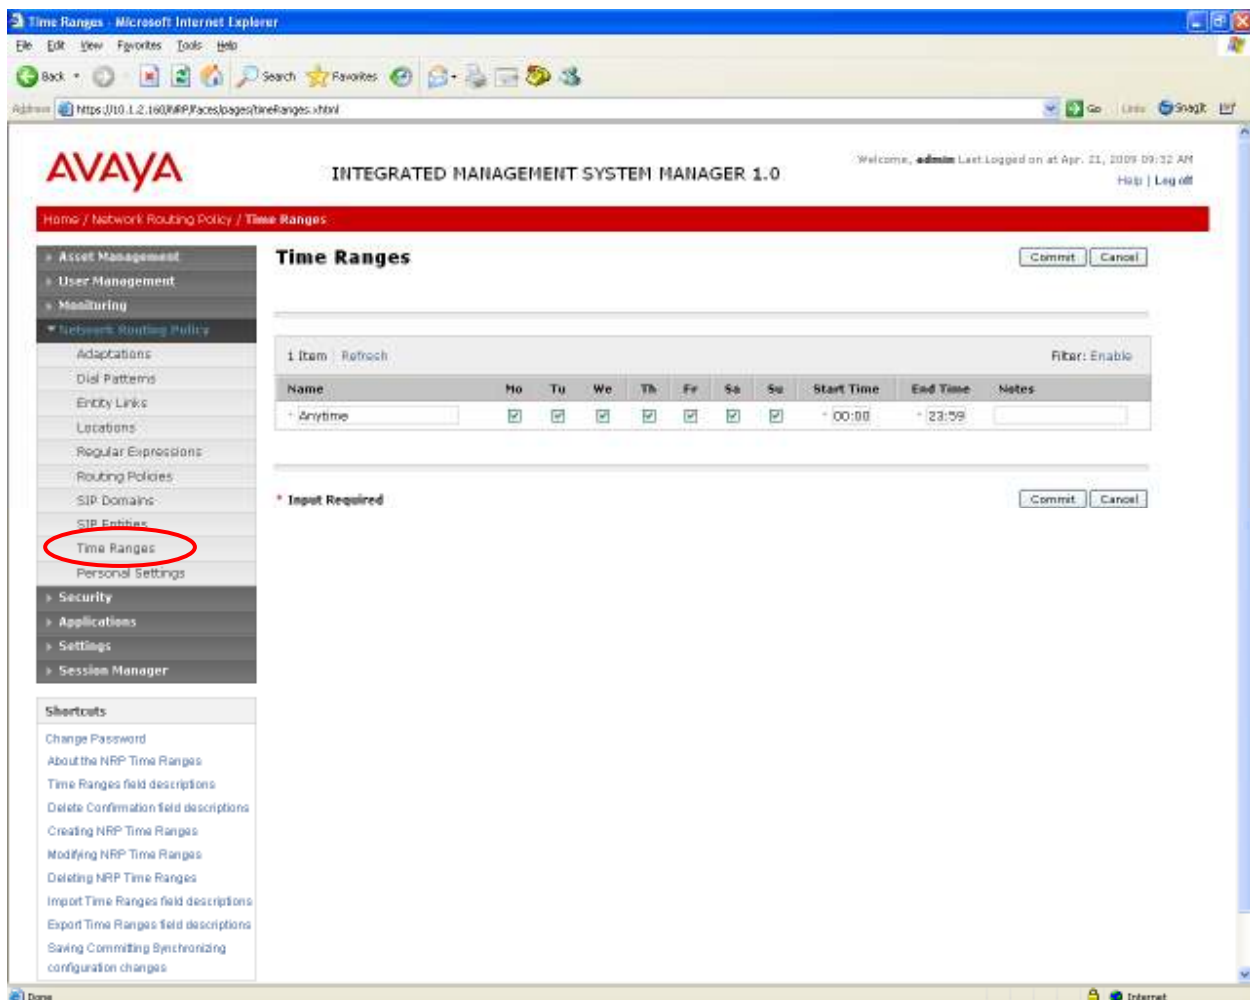 Time Ranges - Microsoft Internet Explorer
File Edit View Favorites Tools Help
Back Search Favorites
Address https://10.1.2.160/NRP/faces/pages/timeRanges.xhtml Go Links SnagIt
AVAYA
INTEGRATED MANAGEMENT SYSTEM MANAGER 1.0
Welcome, admin Last Logged on at Apr. 21, 2009 09:32 AM
Help | Log off
Home / Network Routing Policy / Time Ranges
Asset Management
User Management
Monitoring
Network Routing Policy
Adaptations
Dial Patterns
Entity Links
Locations
Regular Expressions
Routing Policies
SIP Domains
SIP Entities
Time Ranges
Personal Settings
Security
Applications
Settings
Session Manager
Shortcuts
Change Password
About the NRP Time Ranges
Time Ranges field descriptions
Delete Confirmation field descriptions
Creating NRP Time Ranges
Modifying NRP Time Ranges
Deleting NRP Time Ranges
Import Time Ranges field descriptions
Export Time Ranges field descriptions
Saving Committing Synchronizing
configuration changes
Time Ranges
Commit Cancel
1 Item Refresh Filter: Enable
Name Mo Tu We Th Fr Sa Su Start Time End Time Notes
* Anytime * 00:00 * 23:59
* Input Required
Commit Cancel
Done Internet